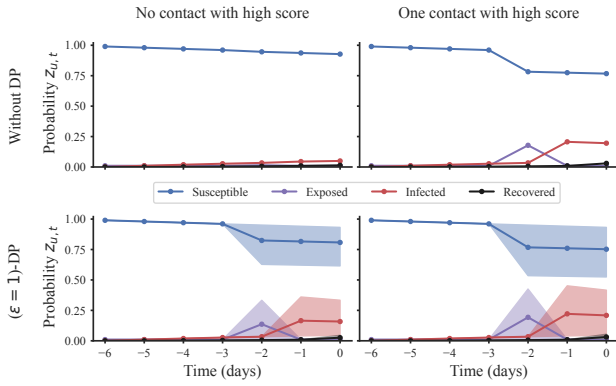 No contact with high score
One contact with high score
Without DP
Probability z_{u,t}
1.00
0.75
0.50
0.25
0.00
Susceptible
Exposed
Infected
Recovered
(ε = 1)-DP
Probability z_{u,t}
1.00
0.75
0.50
0.25
0.00
−6 −5 −4 −3 −2 −1 0
−6 −5 −4 −3 −2 −1 0
Time (days)
Time (days)